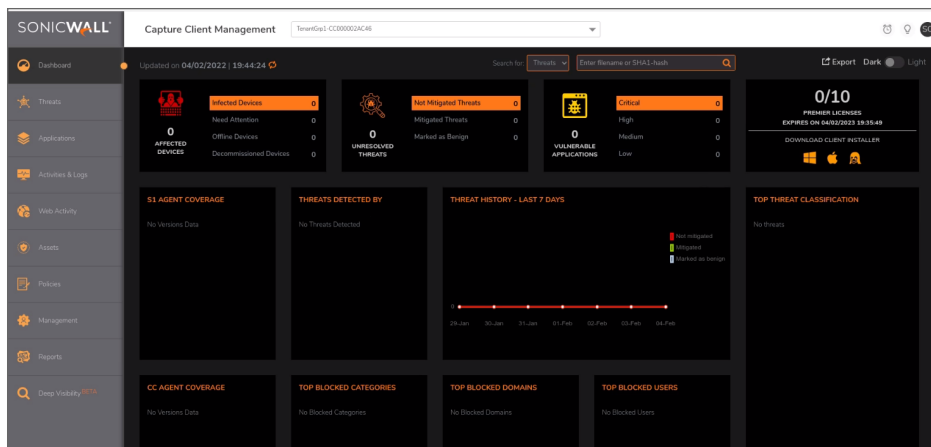 SONICWALL
Capture Client Management
TenantGrp1-CC000002AC46
Dashboard
Threats
Applications
Activities & Logs
Web Activity
Assets
Policies
Management
Reports
Deep Visibility BETA
Updated on 04/02/2022 | 19:44:24
Search for: Threats
Enter filename or SHA1-hash
Export Dark Light
0
AFFECTED
DEVICES
Infected Devices 0
Need Attention 0
Offline Devices 0
Decommissioned Devices 0
0
UNRESOLVED
THREATS
Not Mitigated Threats 0
Mitigated Threats 0
Marked as Benign 0
0
VULNERABLE
APPLICATIONS
Critical 0
High 0
Medium 0
Low 0
0/10
PREMIER LICENSES
EXPIRES ON 04/02/2023 19:35:49
DOWNLOAD CLIENT INSTALLER
S1 AGENT COVERAGE
No Versions Data
THREATS DETECTED BY
No Threats Detected
THREAT HISTORY - LAST 7 DAYS
Not mitigated
Mitigated
Marked as benign
0
29-Jan 30-Jan 31-Jan 01-Feb 02-Feb 03-Feb 04-Feb
TOP THREAT CLASSIFICATION
No threats
CC AGENT COVERAGE
No Versions Data
TOP BLOCKED CATEGORIES
No Blocked Categories
TOP BLOCKED DOMAINS
No Blocked Domains
TOP BLOCKED USERS
No Blocked Users